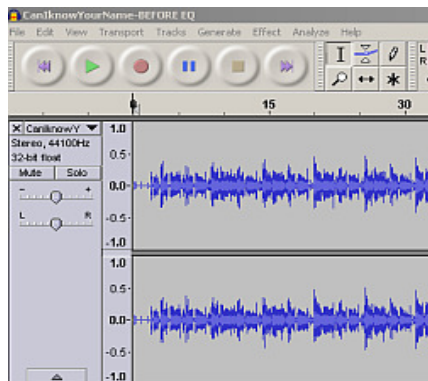 CanIknowYourName-BEFORE EQ
File Edit View Transport Tracks Generate Effect Analyze Help
L
R
15 30
X CanIknowY
Stereo, 44100Hz
32-bit float
Mute Solo
- +
L R
1.0
0.5
0.0
-0.5
-1.0
1.0
0.5
0.0
-0.5
-1.0